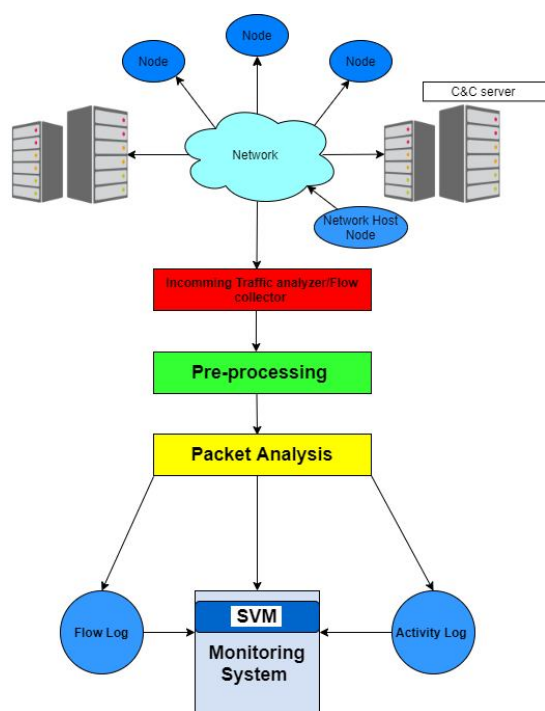 Node
Node
Node
C&C server
Network
Network Host
Node
Incomming Traffic analyzer/Flow
collector
Pre-processing
Packet Analysis
SVM
Flow Log
Monitoring
System
Activity Log